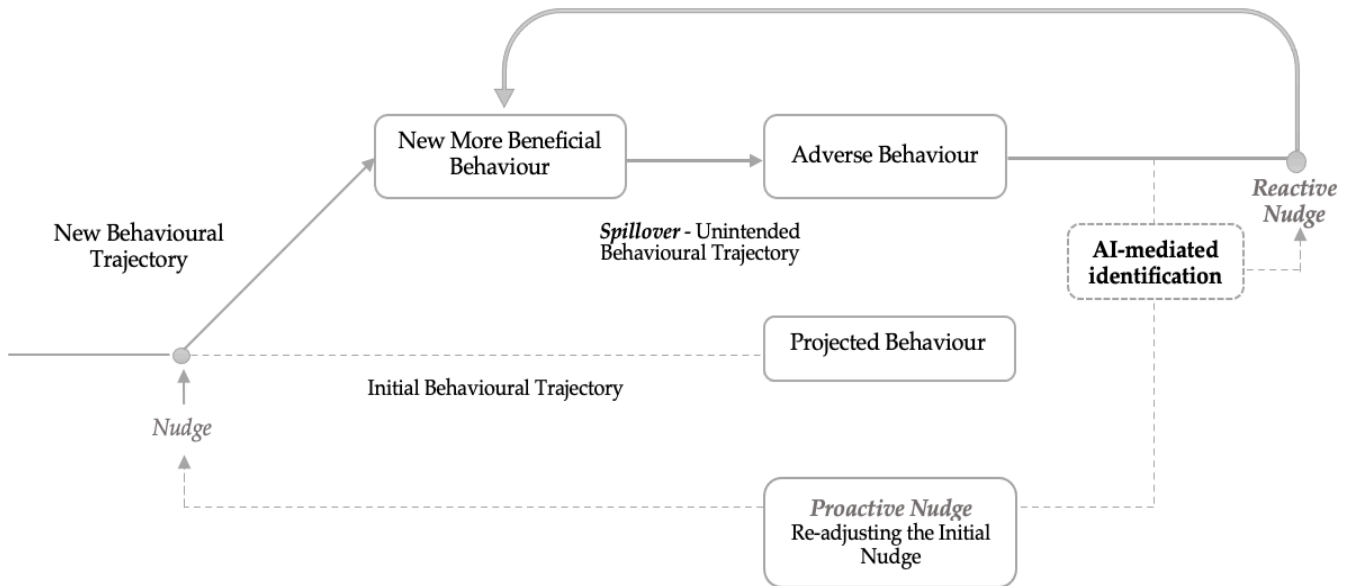 New More Beneficial
Behaviour
Adverse Behaviour
Reactive
Nudge
New Behavioural
Trajectory
Spillover - Unintended
Behavioural Trajectory
AI-mediated
identification
Projected Behaviour
Initial Behavioural Trajectory
Nudge
Proactive Nudge
Re-adjusting the Initial
Nudge